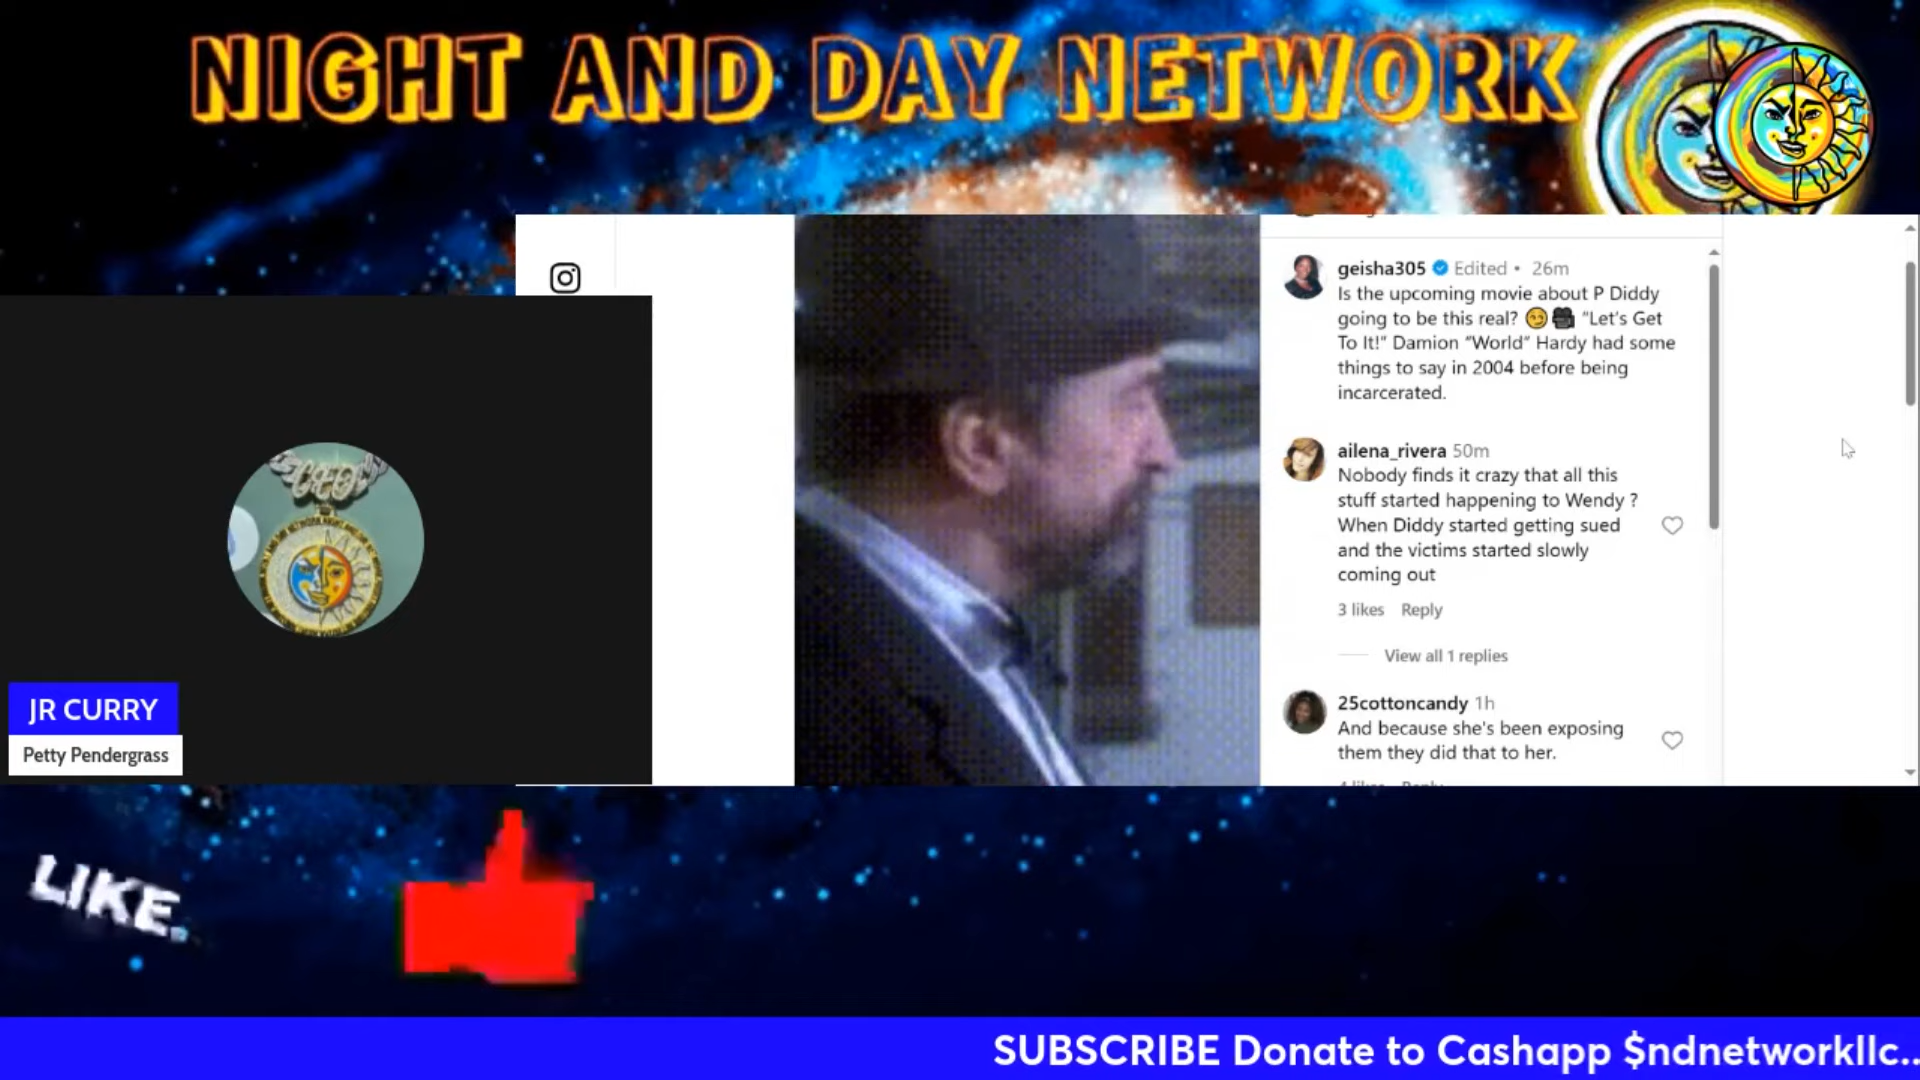 NIGHT AND DAY NETWORK
geisha305 Edited • 26m
Is the upcoming movie about P Diddy
going to be this real? 😏🎥 “Let's Get
To It!” Damion “World” Hardy had some
things to say in 2004 before being
incarcerated.
ailena_rivera 50m
Nobody finds it crazy that all this
stuff started happening to Wendy ?
When Diddy started getting sued
and the victims started slowly
coming out
3 likes Reply
View all 1 replies
25cottoncandy 1h
And because she's been exposing
them they did that to her.
CEO
JR CURRY
Petty Pendergrass
LIKE.
SUBSCRIBE Donate to Cashapp $ndnetworkllc..